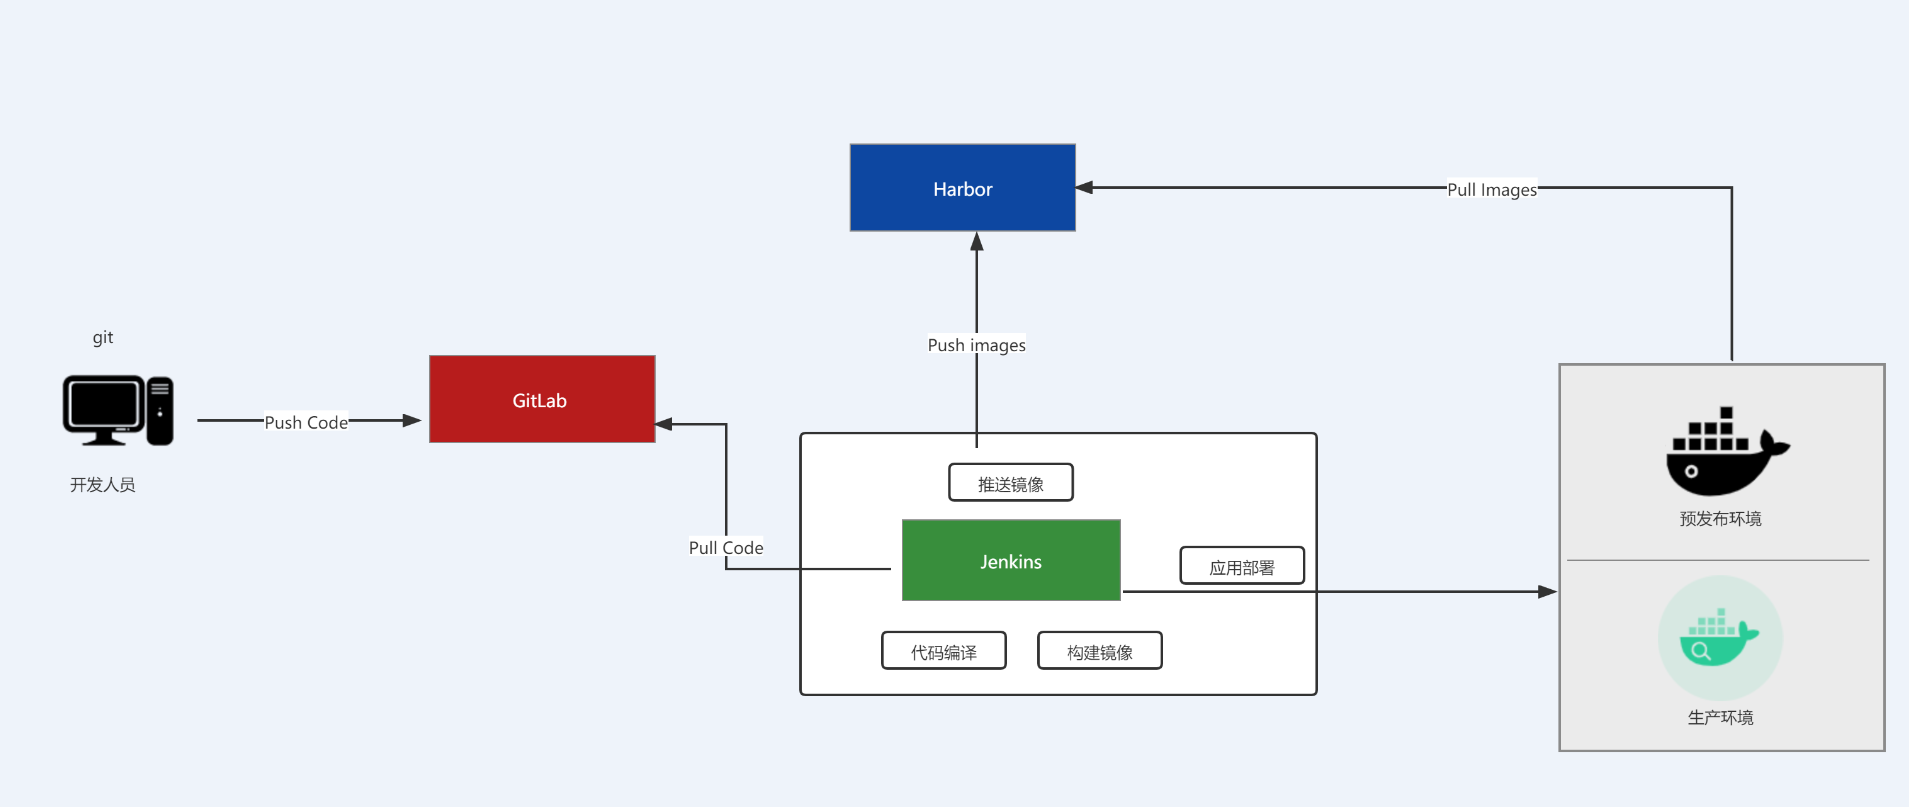 Harbor
Pull Images
git
Push images
GitLab
Push Code
开发人员
推送镜像
预发布环境
Pull Code
Jenkins
应用部署
代码编译
构建镜像
生产环境